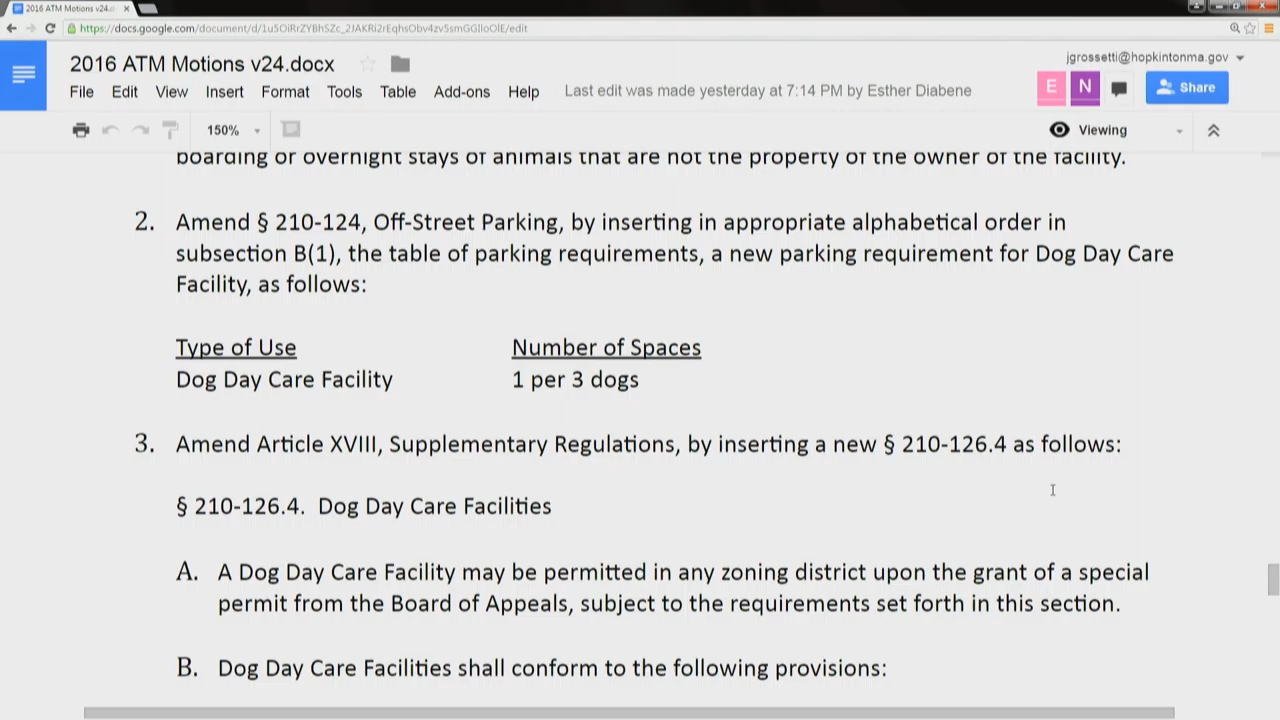 2016 ATM Motions v24.d
https://docs.google.com/document/d/1u5OiRrZYBhSZc_2JAKRi2rEqhsObv4zv5smGGlloOlE/edit
2016 ATM Motions v24.docx
jgrossetti@hopkintonma.gov
File Edit View Insert Format Tools Table Add-ons Help Last edit was made yesterday at 7:14 PM by Esther Diabene
E N Share
150% Viewing
boarding or overnight stays of animals that are not the property of the owner of the facility.
2. Amend § 210-124, Off-Street Parking, by inserting in appropriate alphabetical order in
subsection B(1), the table of parking requirements, a new parking requirement for Dog Day Care
Facility, as follows:
Type of Use Number of Spaces
Dog Day Care Facility 1 per 3 dogs
3. Amend Article XVIII, Supplementary Regulations, by inserting a new § 210-126.4 as follows:
§ 210-126.4. Dog Day Care Facilities
A. A Dog Day Care Facility may be permitted in any zoning district upon the grant of a special
permit from the Board of Appeals, subject to the requirements set forth in this section.
B. Dog Day Care Facilities shall conform to the following provisions: